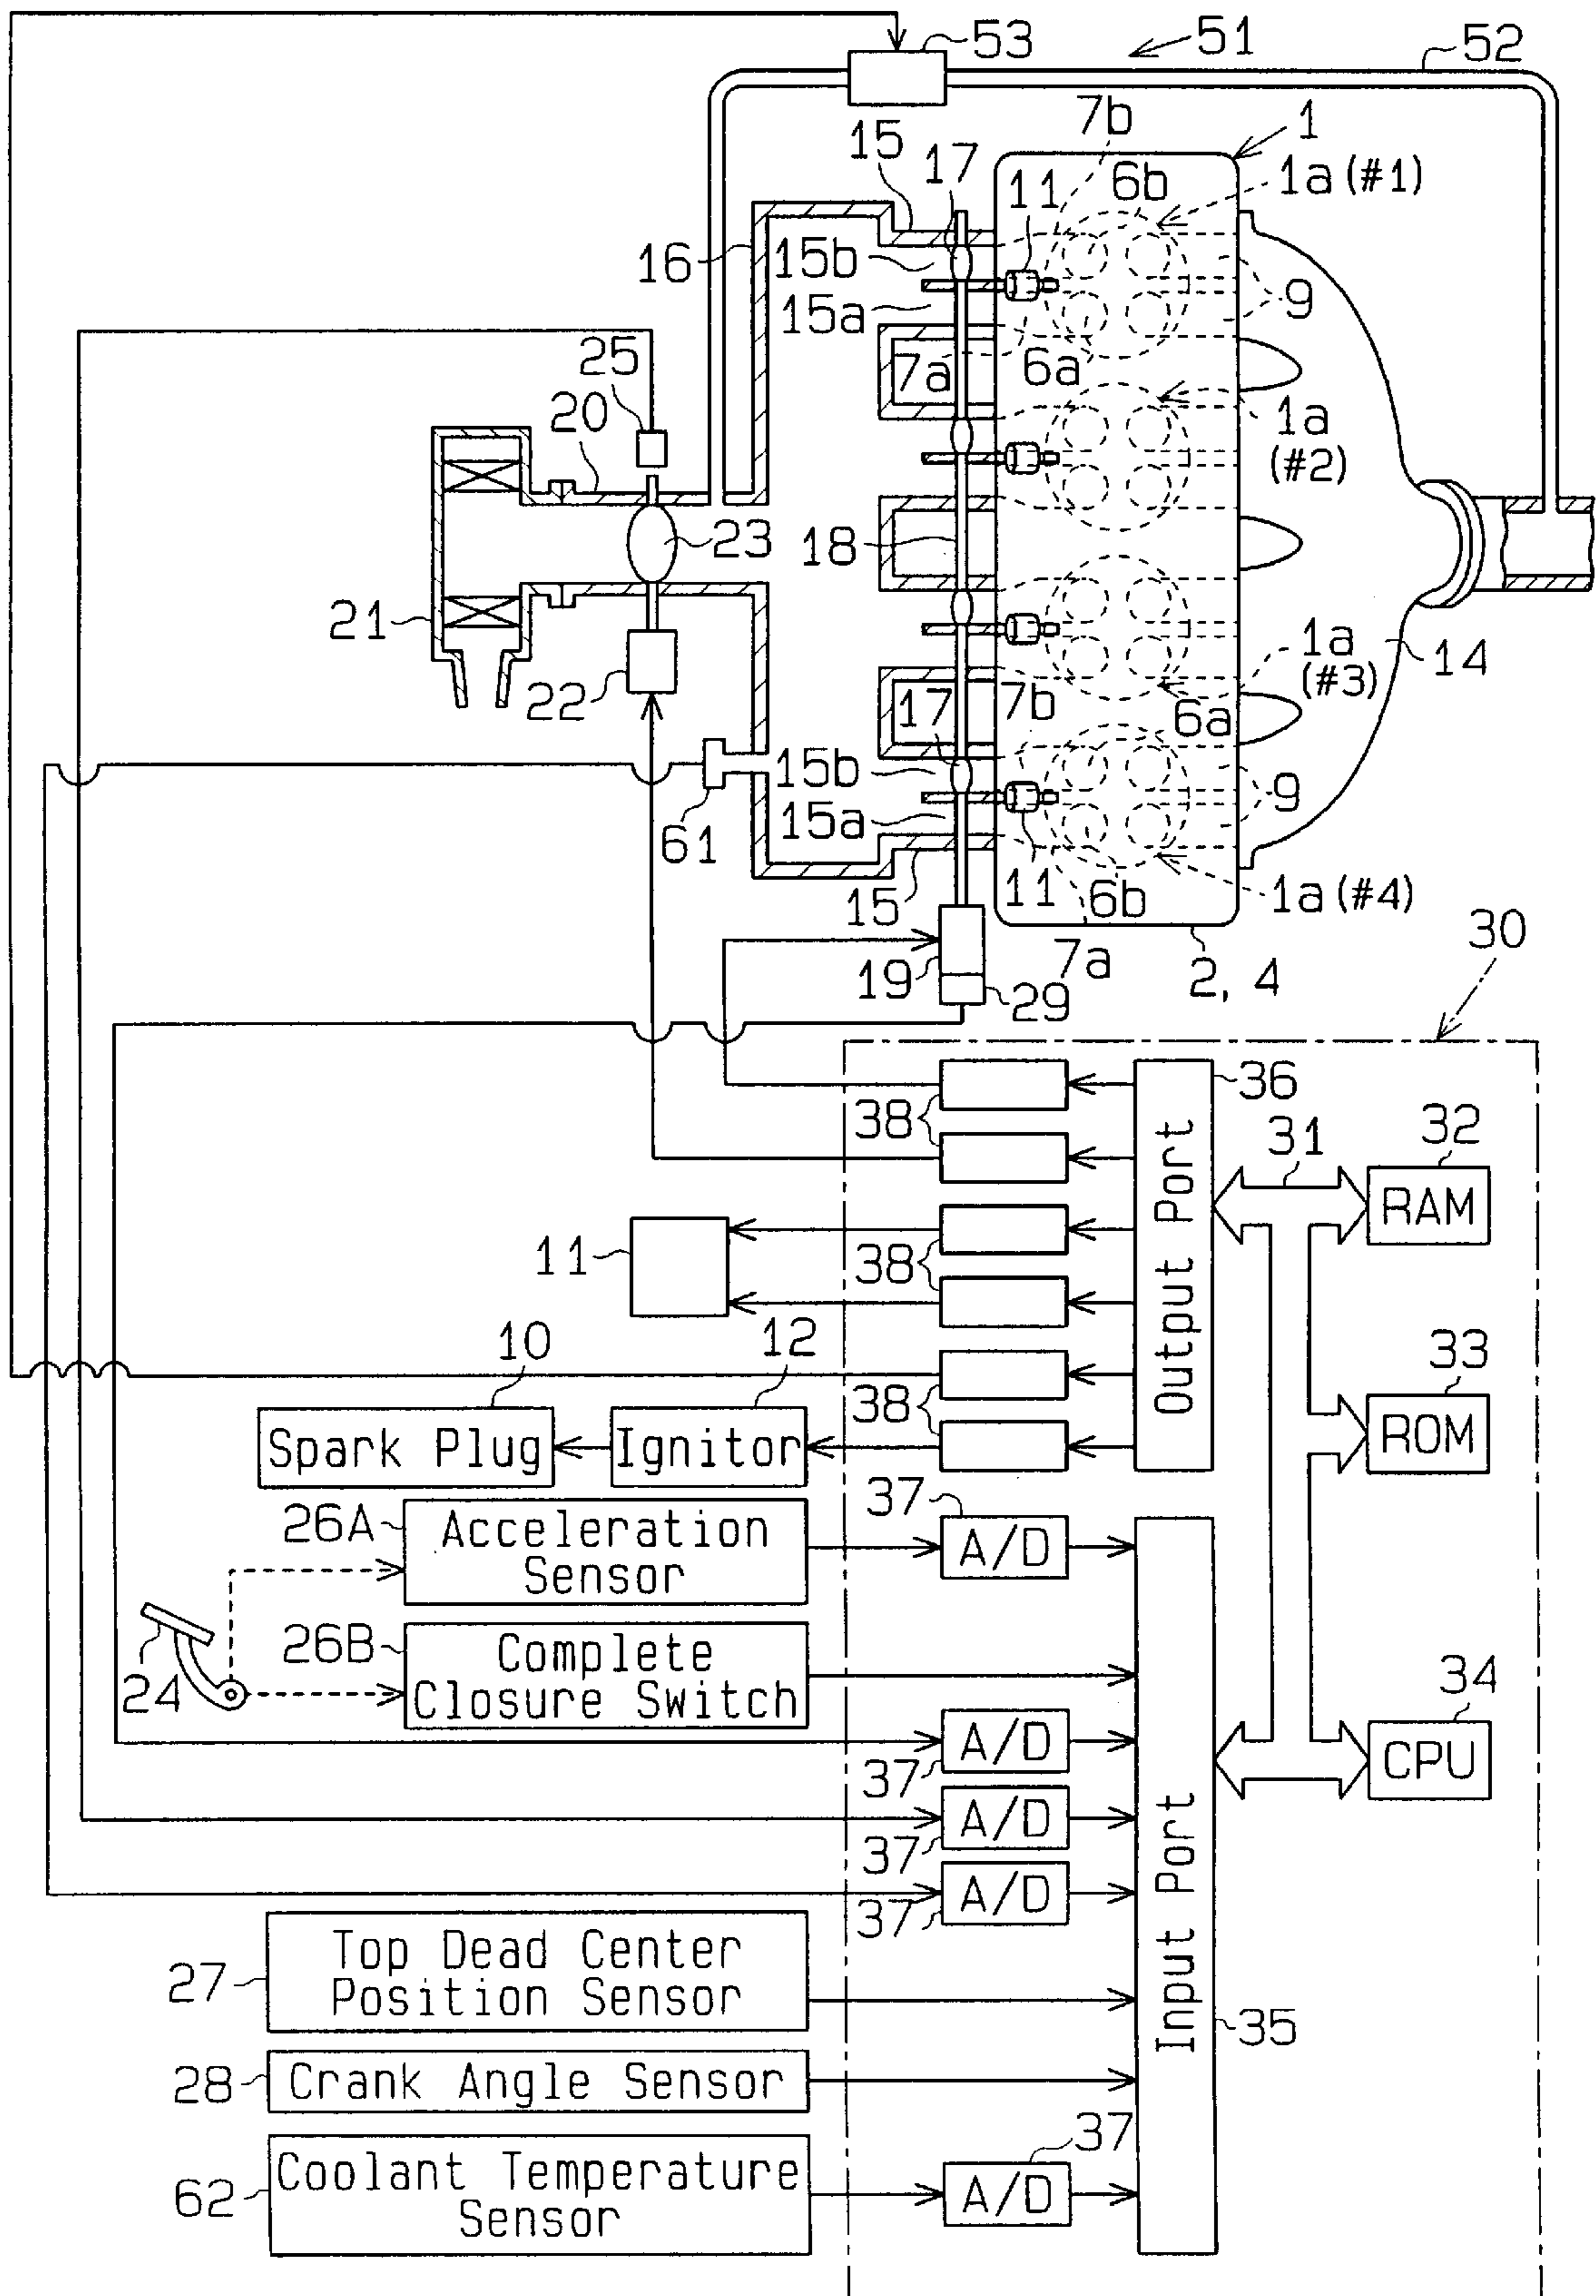 53
51
52
7b
1
15
17
11
6b
1a (#1)
16
15b
9
15a
7a
6a
25
20
1a
(#2)
23
18
21
22
17
7b
1a
(#3)
14
6a
15b
9
61
15a
15
11
6b
1a (#4)
30
19
7a
2, 4
29
36
38
31
32
RAM
Output Port
11
38
10
12
33
38
ROM
Spark Plug
Ignitor
37
26A
Acceleration
Sensor
A/D
26B
Complete
Closure Switch
24
34
A/D
CPU
37
A/D
37
A/D
37
Input Port
Top Dead Center
Position Sensor
27
35
28
Crank Angle Sensor
37
62
Coolant Temperature
Sensor
A/D